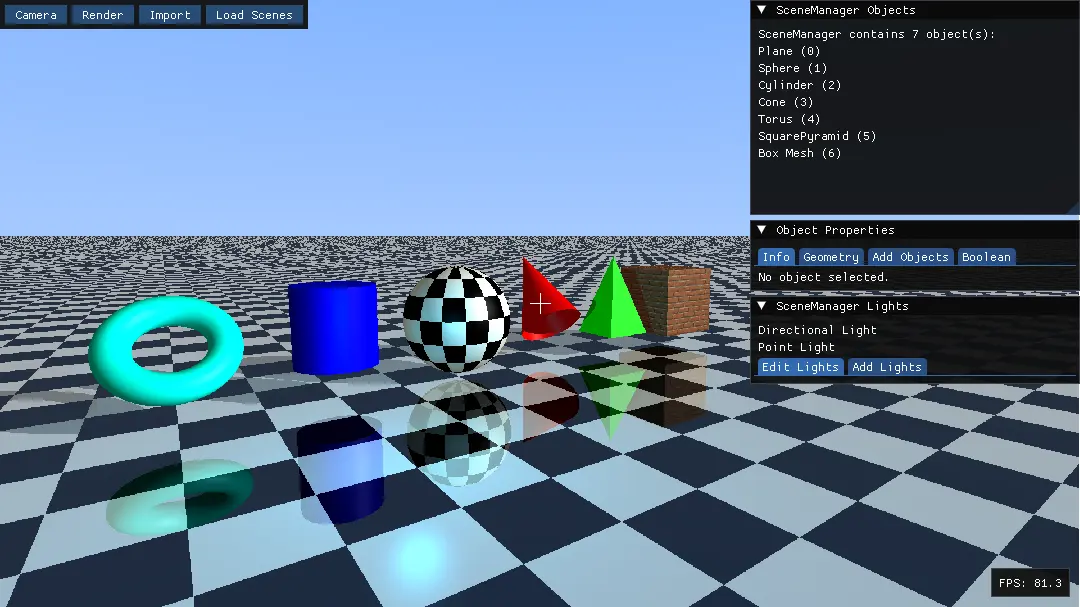 Camera Render Import Load Scenes
SceneManager Objects
SceneManager contains 7 object(s):
Plane (0)
Sphere (1)
Cylinder (2)
Cone (3)
Torus (4)
SquarePyramid (5)
Box Mesh (6)
Object Properties
Info Geometry Add Objects Boolean
No object selected.
SceneManager Lights
Directional Light
Point Light
Edit Lights Add Lights
FPS: 81.3